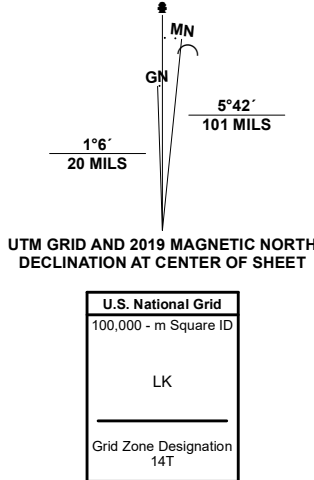 MN
GN
5°42´
101 MILS
1°6´
20 MILS
UTM GRID AND 2019 MAGNETIC NORTH
DECLINATION AT CENTER OF SHEET
U.S. National Grid
100,000 - m Square ID
LK
Grid Zone Designation
14T